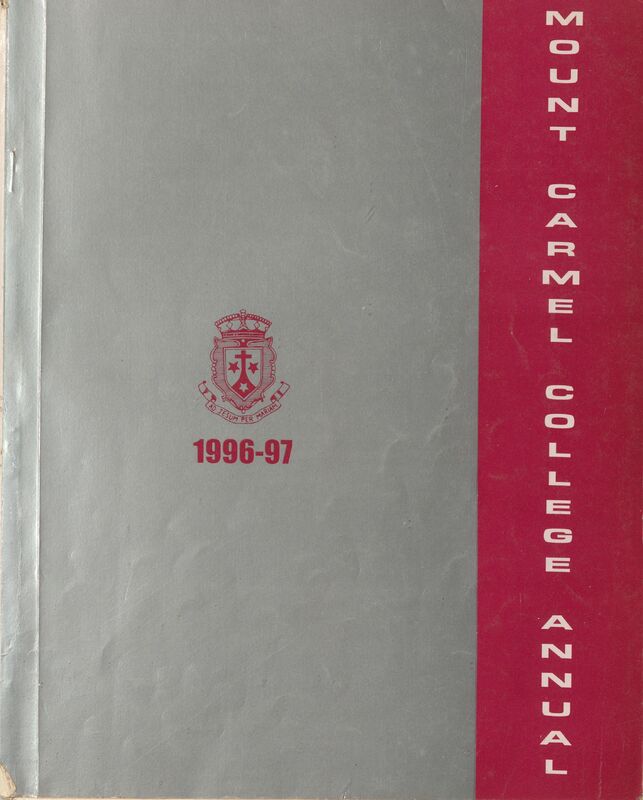 MOUNT CARMEL COLLEGE ANNUAL
AD JESUM PER MARIAM
1996-97